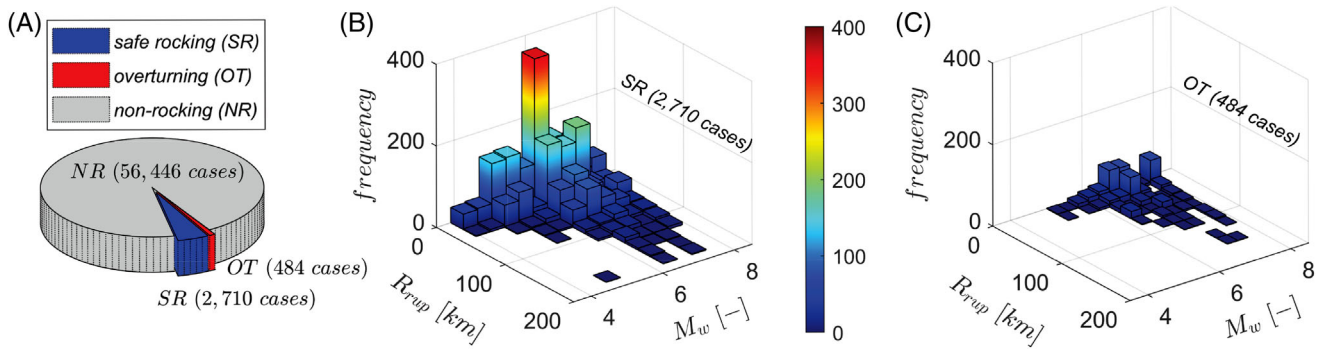 (A)
safe rocking (SR)
overturning (OT)
non-rocking (NR)
NR (56, 446 cases)
OT (484 cases)
SR (2, 710 cases)
(B)
400
200
0
frequency
SR (2,710 cases)
0
100
200
R_rup [km]
4
6
8
M_w [−]
400
300
200
100
0
(C)
400
200
0
frequency
OT (484 cases)
0
100
200
R_rup [km]
4
6
8
M_w [−]